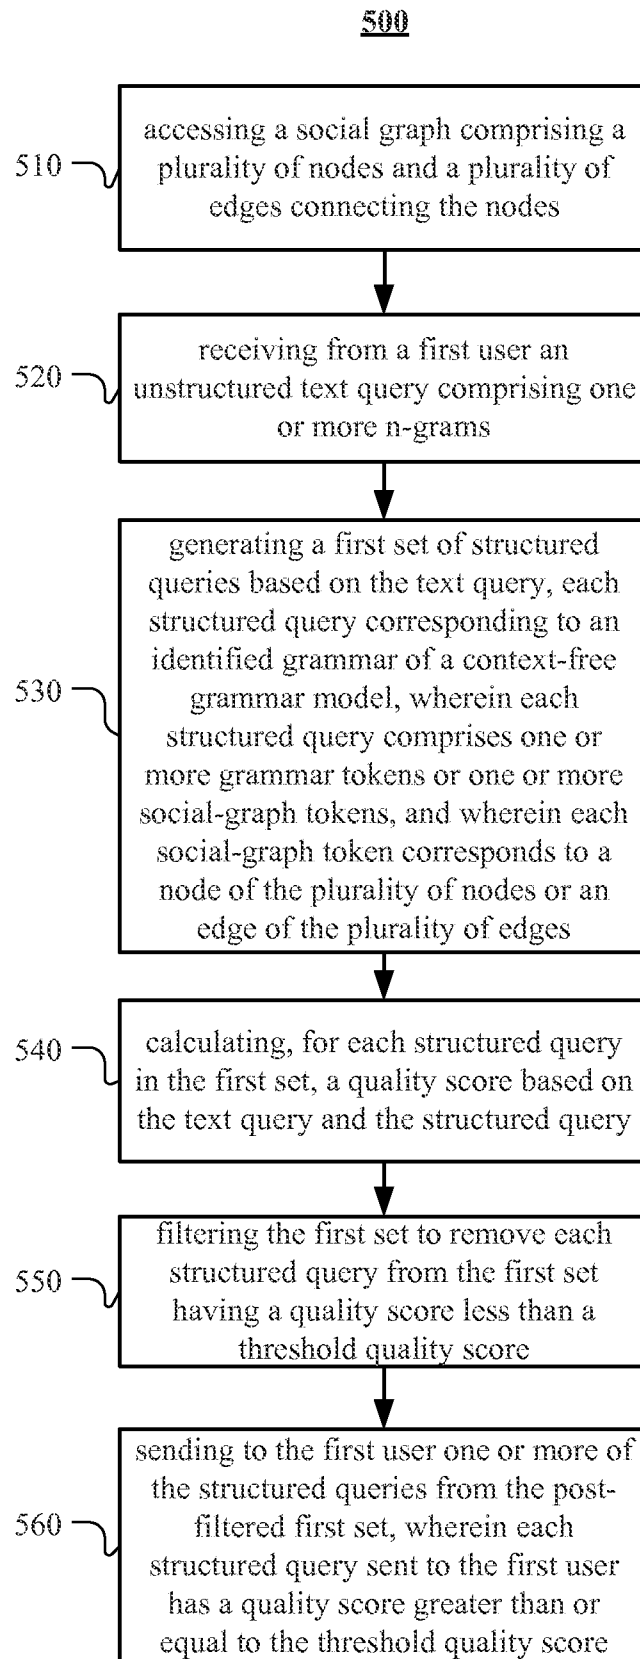 500
510
accessing a social graph comprising a
plurality of nodes and a plurality of
edges connecting the nodes
520
receiving from a first user an
unstructured text query comprising one
or more n-grams
530
generating a first set of structured
queries based on the text query, each
structured query corresponding to an
identified grammar of a context-free
grammar model, wherein each
structured query comprises one or
more grammar tokens or one or more
social-graph tokens, and wherein each
social-graph token corresponds to a
node of the plurality of nodes or an
edge of the plurality of edges
540
calculating, for each structured query
in the first set, a quality score based on
the text query and the structured query
550
filtering the first set to remove each
structured query from the first set
having a quality score less than a
threshold quality score
560
sending to the first user one or more of
the structured queries from the post-
filtered first set, wherein each
structured query sent to the first user
has a quality score greater than or
equal to the threshold quality score